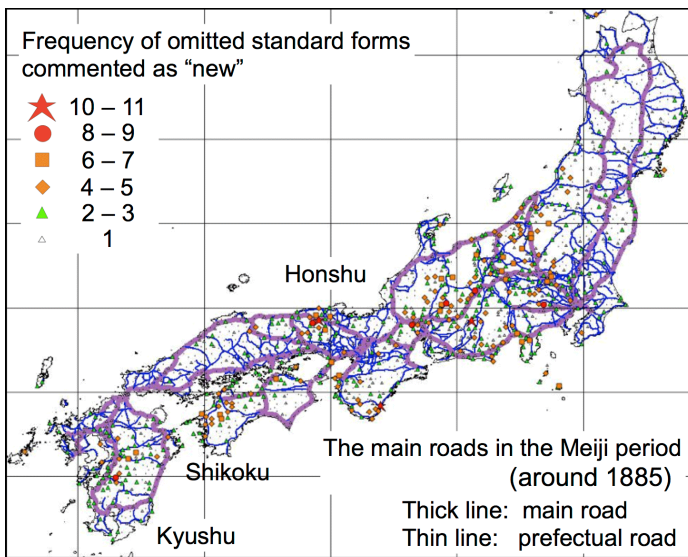 Frequency of omitted standard forms
commented as “new”
10 – 11
8 – 9
6 – 7
4 – 5
2 – 3
1
Honshu
Shikoku
Kyushu
The main roads in the Meiji period
(around 1885)
Thick line: main road
Thin line: prefectual road